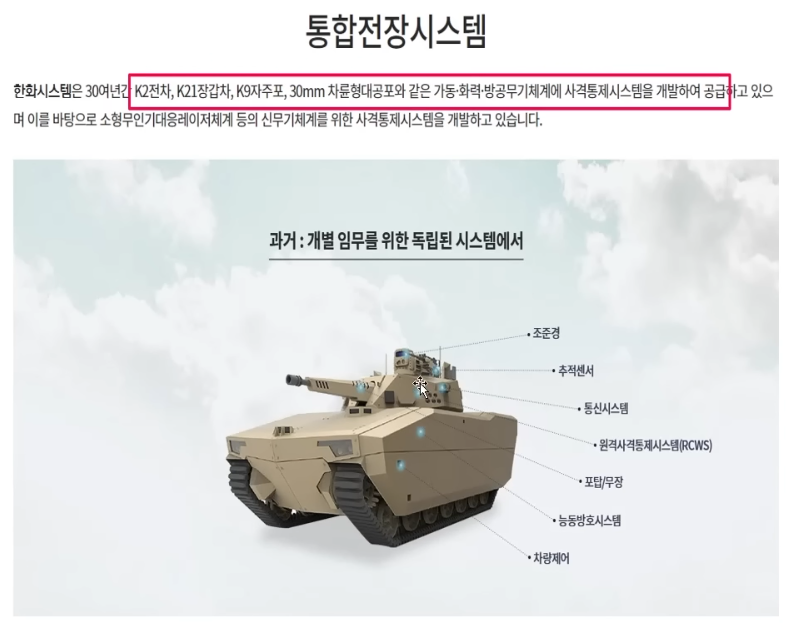 통합전장시스템
한화시스템은 30여년간 K2전차, K21장갑차, K9자주포, 30mm 차륜형대공포와 같은 가동·화력·방공무기체계에 사격통제시스템을 개발하여 공급하고 있으
며 이를 바탕으로 소형무인기대응레이저체계 등의 신무기체계를 위한 사격통제시스템을 개발하고 있습니다.
과거 : 개별 임무를 위한 독립된 시스템에서
• 조준경
• 추적센서
• 통신시스템
• 원격사격통제시스템(RCWS)
• 포탑/무장
• 능동방호시스템
• 차량제어